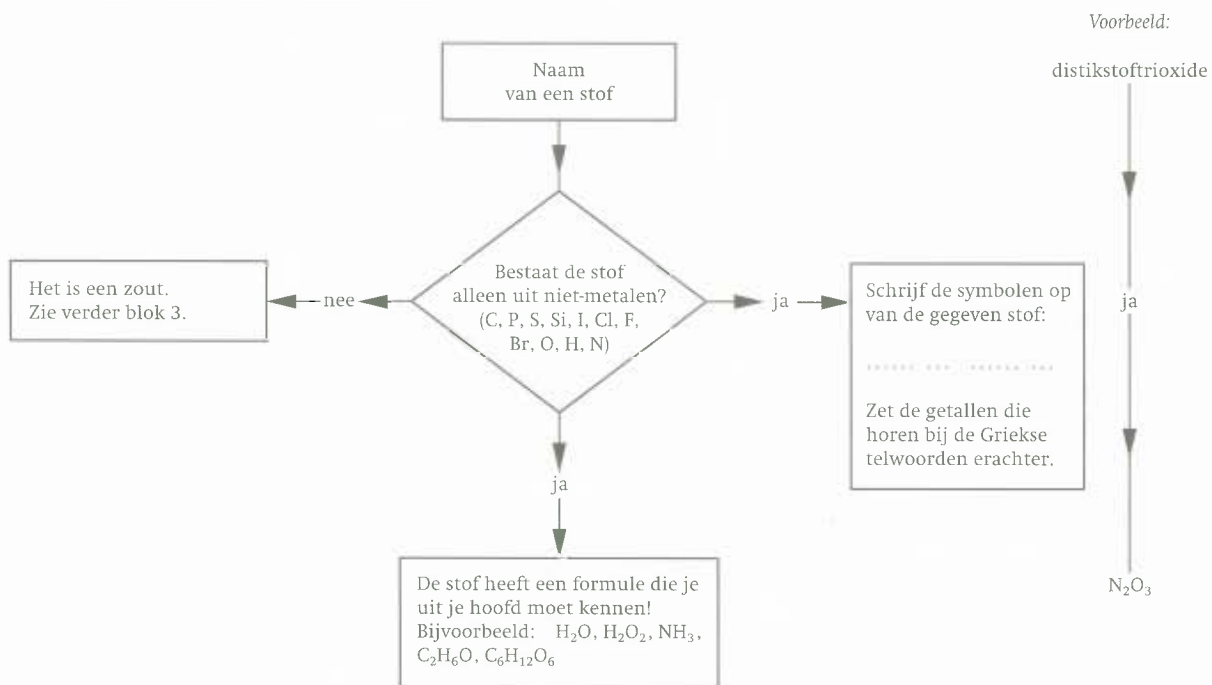 Voorbeeld:
Naam
van een stof
distikstoftrioxide
Bestaat de stof
alleen uit niet-metalen?
(C, P, S, Si, I, Cl, F,
Br, O, H, N)
nee
Het is een zout.
Zie verder blok 3.
ja
Schrijf de symbolen op
van de gegeven stof:
...... ... ...... ...
Zet de getallen die
horen bij de Griekse
telwoorden erachter.
ja
ja
De stof heeft een formule die je
uit je hoofd moet kennen!
Bijvoorbeeld: H₂O, H₂O₂, NH₃,
C₂H₆O, C₆H₁₂O₆
N₂O₃